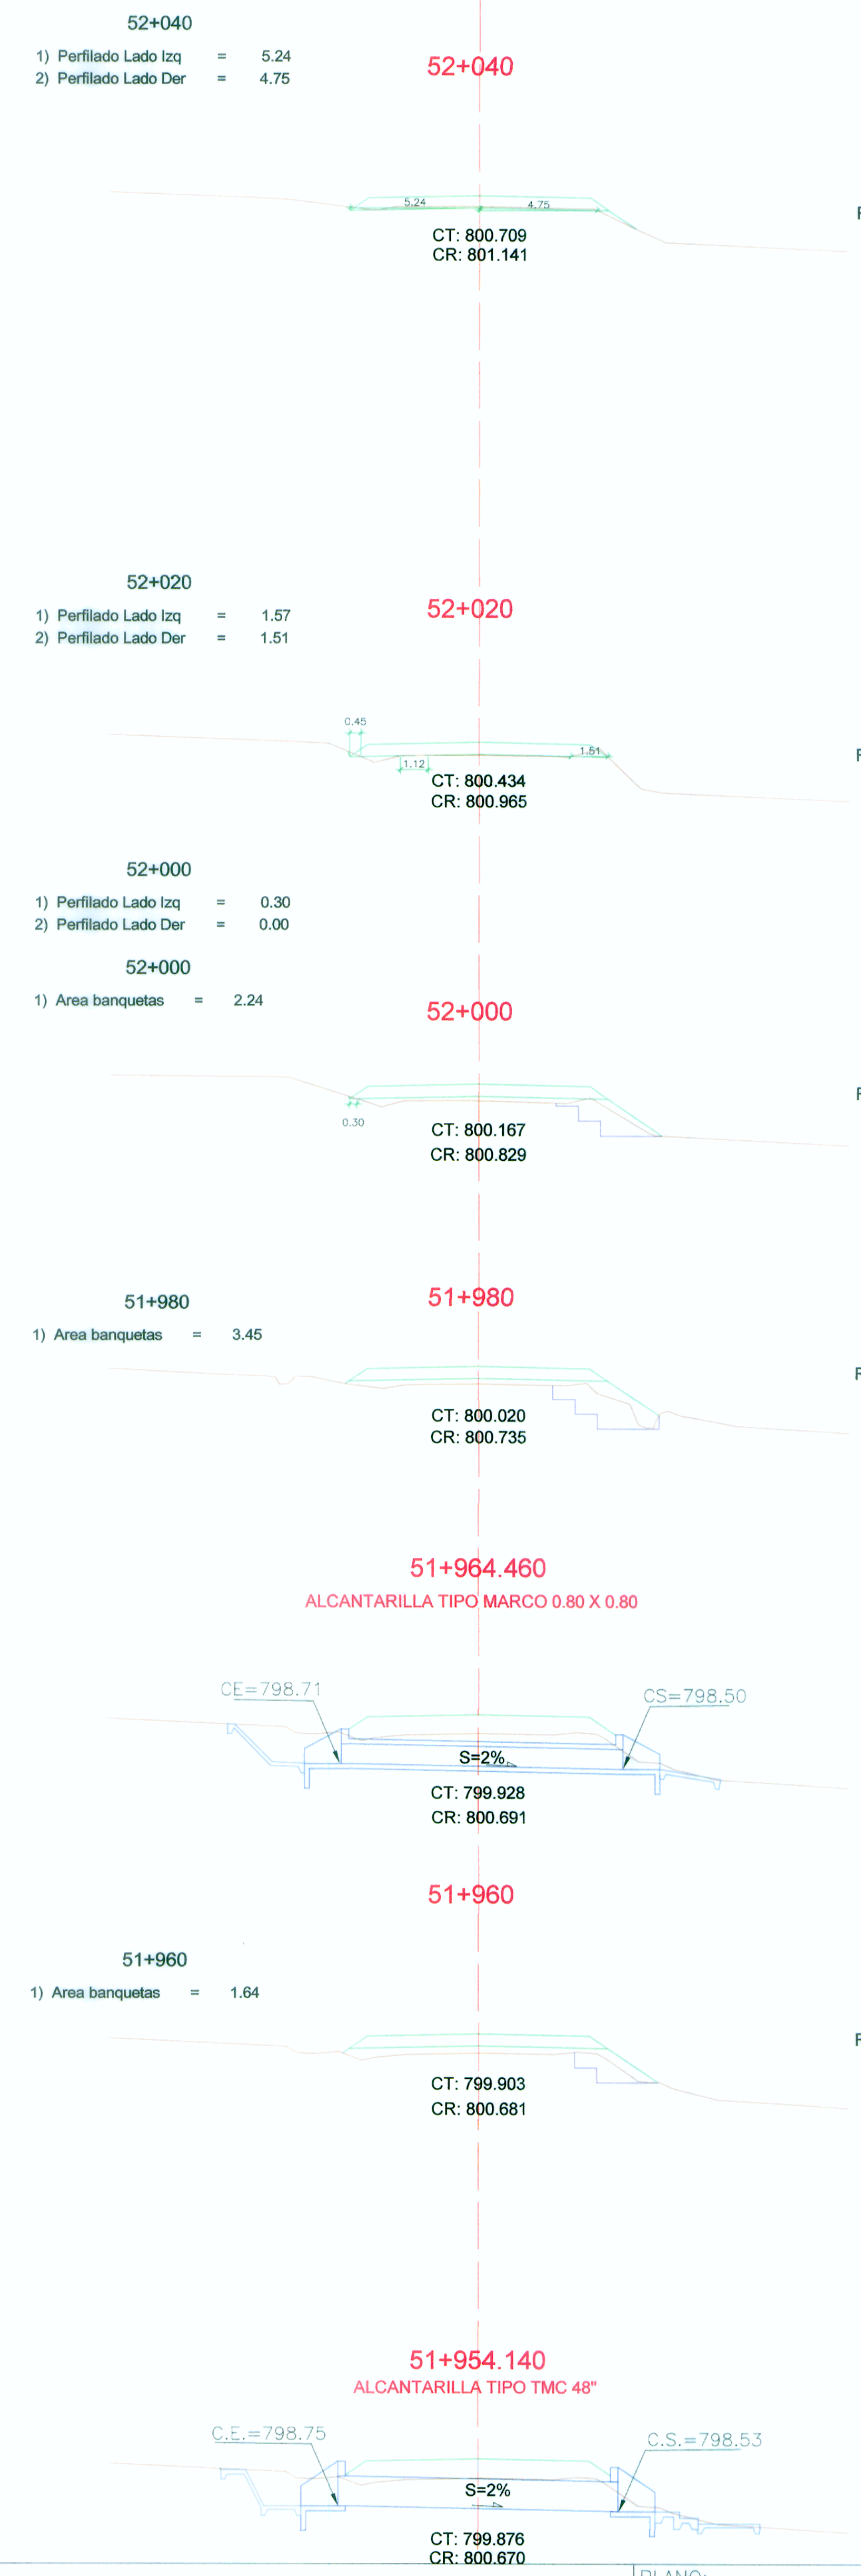 52+040
1) Perfilado Lado Izq = 5.24
2) Perfilado Lado Der = 4.75
52+040
5.24
4.75
CT: 800.709
CR: 801.141
52+020
1) Perfilado Lado Izq = 1.57
2) Perfilado Lado Der = 1.51
52+020
0.45
1.12
1.51
CT: 800.434
CR: 800.965
52+000
1) Perfilado Lado Izq = 0.30
2) Perfilado Lado Der = 0.00
52+000
1) Area banquetas = 2.24
52+000
0.30
CT: 800.167
CR: 800.829
51+980
51+980
1) Area banquetas = 3.45
CT: 800.020
CR: 800.735
51+964.460
ALCANTARILLA TIPO MARCO 0.80 X 0.80
CE=798.71
CS=798.50
S=2%
CT: 799.928
CR: 800.691
51+960
51+960
1) Area banquetas = 1.64
CT: 799.903
CR: 800.681
51+954.140
ALCANTARILLA TIPO TMC 48"
C.E.=798.75
C.S.=798.53
S=2%
CT: 799.876
CR: 800.670